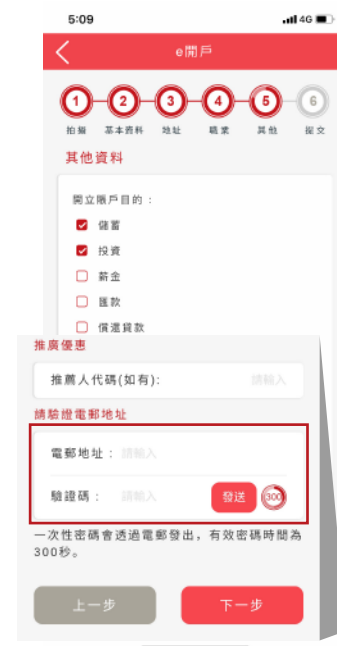 5:09
4G
e開戶
1 2 3 4 5 6
拍攝 基本資料 地址 職業 其他 提交
其他資料
開立賬戶目的：
儲蓄
投資
薪金
匯款
償還貸款
推廣優惠
推薦人代碼(如有): 請輸入
請驗證電郵地址
電郵地址： 請輸入
驗證碼： 請輸入 發送 300
一次性密碼會透過電郵發出，有效密碼時間為
300秒。
上一步 下一步